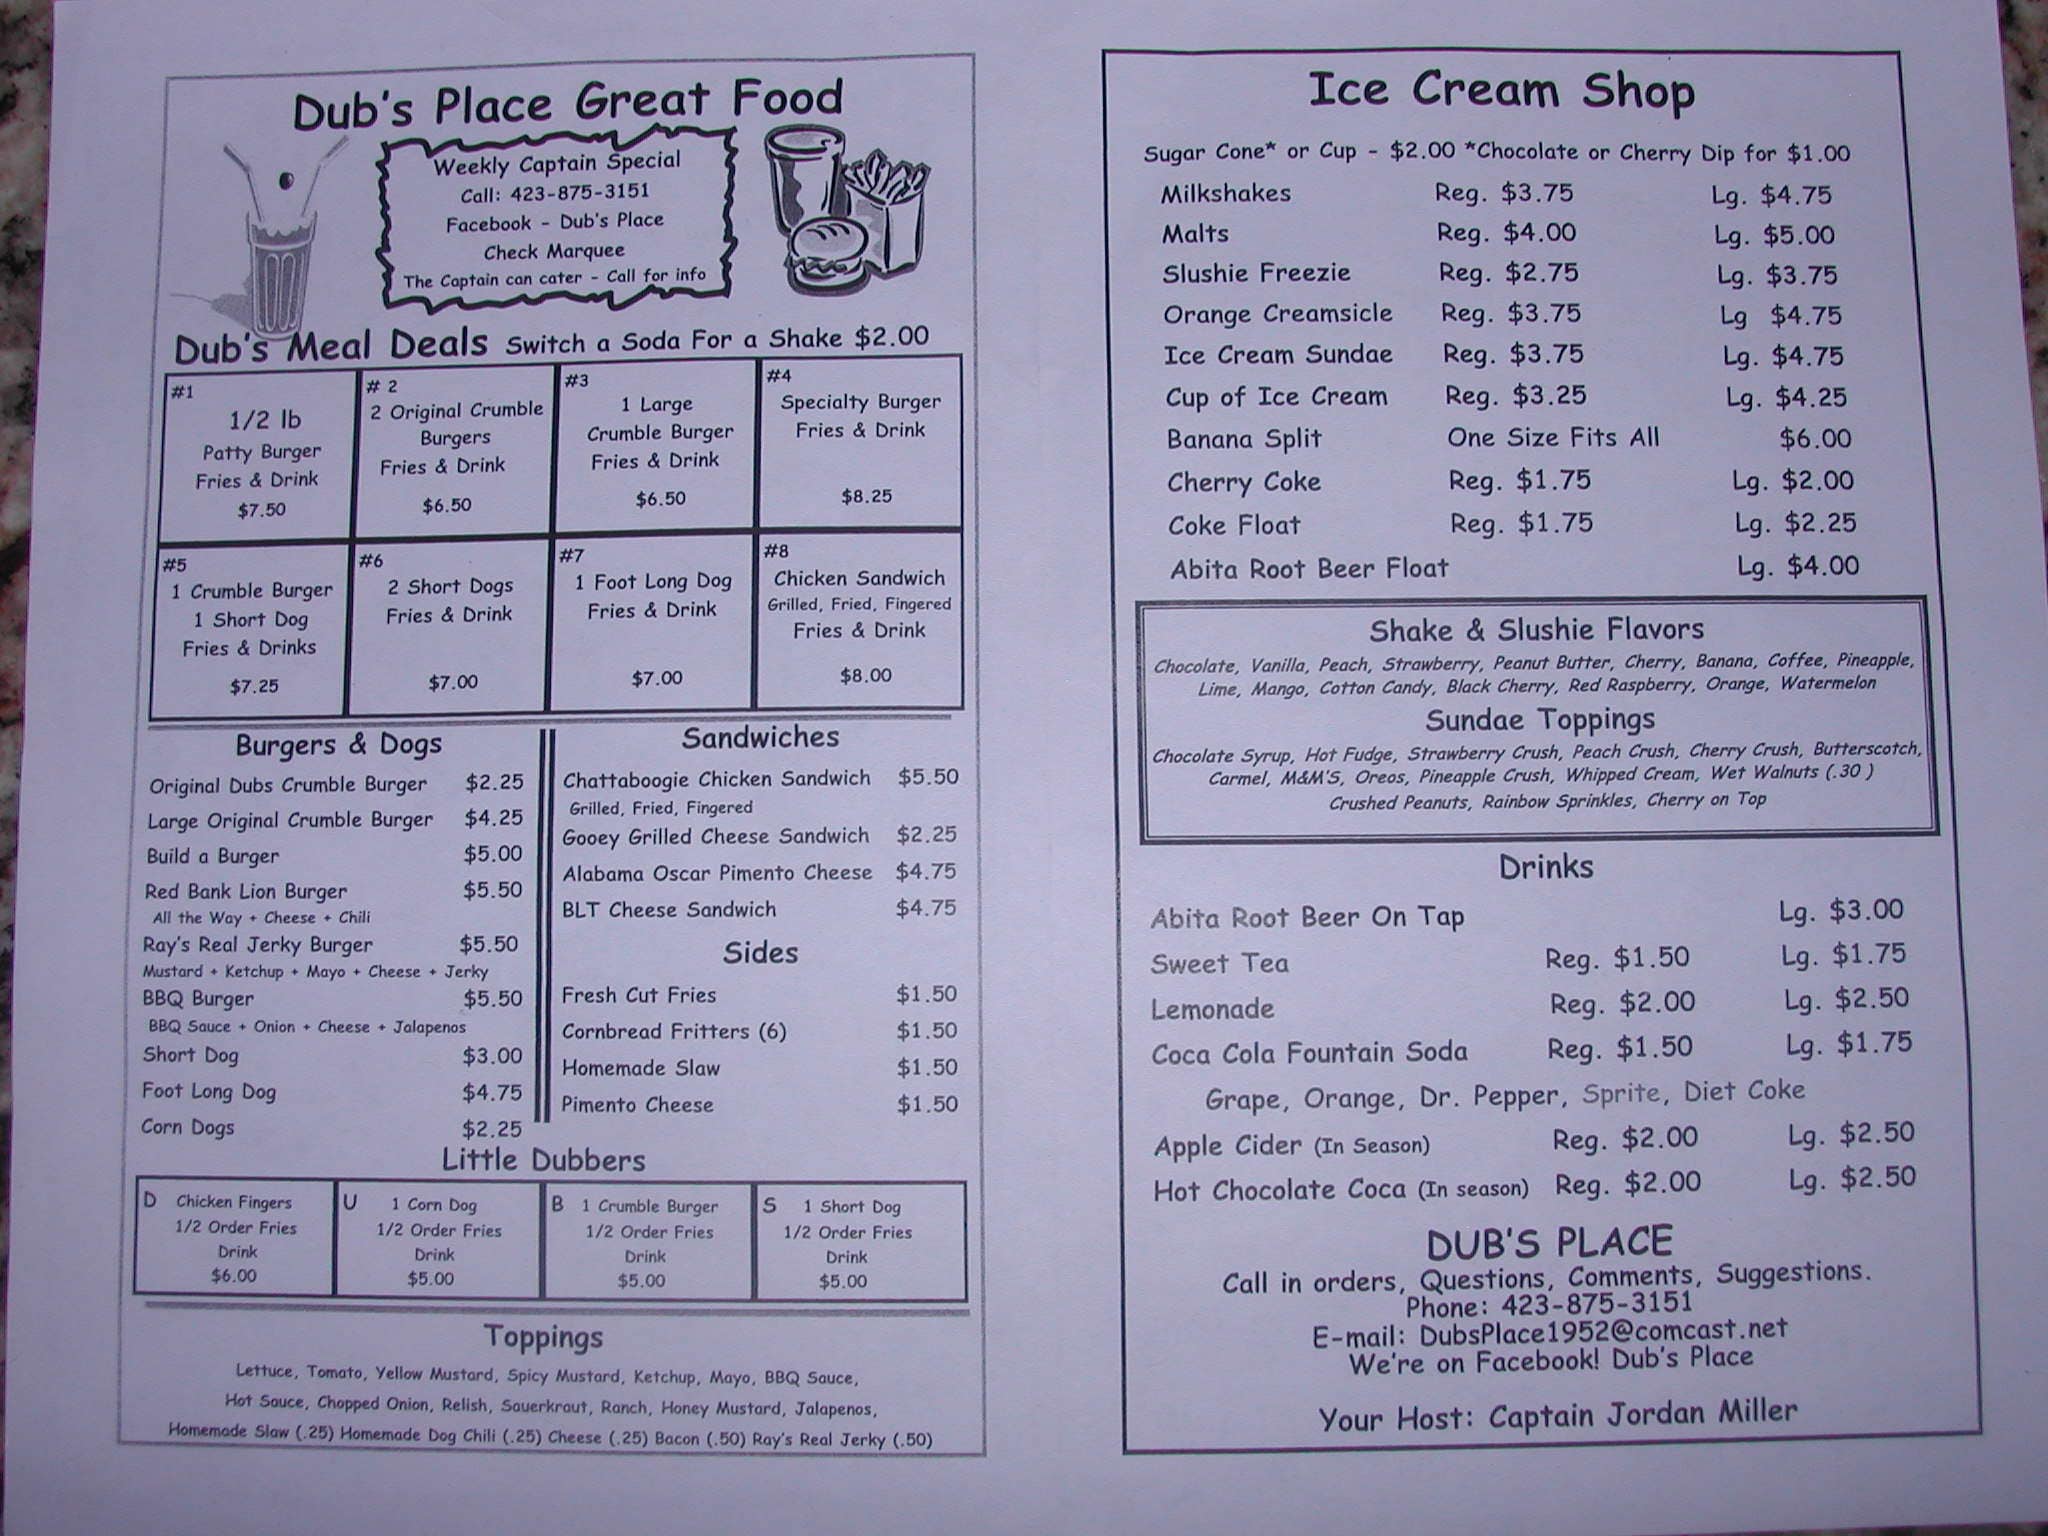 Dub's Place Great Food
Weekly Captain Special
Call: 423-875-3151
Facebook - Dub's Place
Check Marquee
The Captain can cater - Call for info
Dub's Meal Deals Switch a Soda For a Shake $2.00
#1
1/2 lb
Patty Burger
Fries & Drink
$7.50
# 2
2 Original Crumble
Burgers
Fries & Drink
$6.50
#3
1 Large
Crumble Burger
Fries & Drink
$6.50
#4
Specialty Burger
Fries & Drink
$8.25
#5
1 Crumble Burger
1 Short Dog
Fries & Drinks
$7.25
#6
2 Short Dogs
Fries & Drink
$7.00
#7
1 Foot Long Dog
Fries & Drink
$7.00
#8
Chicken Sandwich
Grilled, Fried, Fingered
Fries & Drink
$8.00
Burgers & Dogs
Original Dubs Crumble Burger $2.25
Large Original Crumble Burger $4.25
Build a Burger $5.00
Red Bank Lion Burger $5.50
All the Way + Cheese + Chili
Ray's Real Jerky Burger $5.50
Mustard + Ketchup + Mayo + Cheese + Jerky
BBQ Burger $5.50
BBQ Sauce + Onion + Cheese + Jalapenos
Short Dog $3.00
Foot Long Dog $4.75
Corn Dogs $2.25
Sandwiches
Chattaboogie Chicken Sandwich $5.50
Grilled, Fried, Fingered
Gooey Grilled Cheese Sandwich $2.25
Alabama Oscar Pimento Cheese $4.75
BLT Cheese Sandwich $4.75
Sides
Fresh Cut Fries $1.50
Cornbread Fritters (6) $1.50
Homemade Slaw $1.50
Pimento Cheese $1.50
Little Dubbers
D Chicken Fingers
1/2 Order Fries
Drink
$6.00
U 1 Corn Dog
1/2 Order Fries
Drink
$5.00
B 1 Crumble Burger
1/2 Order Fries
Drink
$5.00
S 1 Short Dog
1/2 Order Fries
Drink
$5.00
Toppings
Lettuce, Tomato, Yellow Mustard, Spicy Mustard, Ketchup, Mayo, BBQ Sauce,
Hot Sauce, Chopped Onion, Relish, Sauerkraut, Ranch, Honey Mustard, Jalapenos,
Homemade Slaw (.25) Homemade Dog Chili (.25) Cheese (.25) Bacon (.50) Ray's Real Jerky (.50)
Ice Cream Shop
Sugar Cone* or Cup - $2.00 *Chocolate or Cherry Dip for $1.00
Milkshakes Reg. $3.75 Lg. $4.75
Malts Reg. $4.00 Lg. $5.00
Slushie Freezie Reg. $2.75 Lg. $3.75
Orange Creamsicle Reg. $3.75 Lg $4.75
Ice Cream Sundae Reg. $3.75 Lg. $4.75
Cup of Ice Cream Reg. $3.25 Lg. $4.25
Banana Split One Size Fits All $6.00
Cherry Coke Reg. $1.75 Lg. $2.00
Coke Float Reg. $1.75 Lg. $2.25
Abita Root Beer Float Lg. $4.00
Shake & Slushie Flavors
Chocolate, Vanilla, Peach, Strawberry, Peanut Butter, Cherry, Banana, Coffee, Pineapple,
Lime, Mango, Cotton Candy, Black Cherry, Red Raspberry, Orange, Watermelon
Sundae Toppings
Chocolate Syrup, Hot Fudge, Strawberry Crush, Peach Crush, Cherry Crush, Butterscotch,
Carmel, M&M'S, Oreos, Pineapple Crush, Whipped Cream, Wet Walnuts (.30 )
Crushed Peanuts, Rainbow Sprinkles, Cherry on Top
Drinks
Abita Root Beer On Tap Lg. $3.00
Sweet Tea Reg. $1.50 Lg. $1.75
Lemonade Reg. $2.00 Lg. $2.50
Coca Cola Fountain Soda Reg. $1.50 Lg. $1.75
Grape, Orange, Dr. Pepper, Sprite, Diet Coke
Apple Cider (In Season) Reg. $2.00 Lg. $2.50
Hot Chocolate Coca (In season) Reg. $2.00 Lg. $2.50
DUB'S PLACE
Call in orders, Questions, Comments, Suggestions.
Phone: 423-875-3151
E-mail: DubsPlace1952@comcast.net
We're on Facebook! Dub's Place
Your Host: Captain Jordan Miller